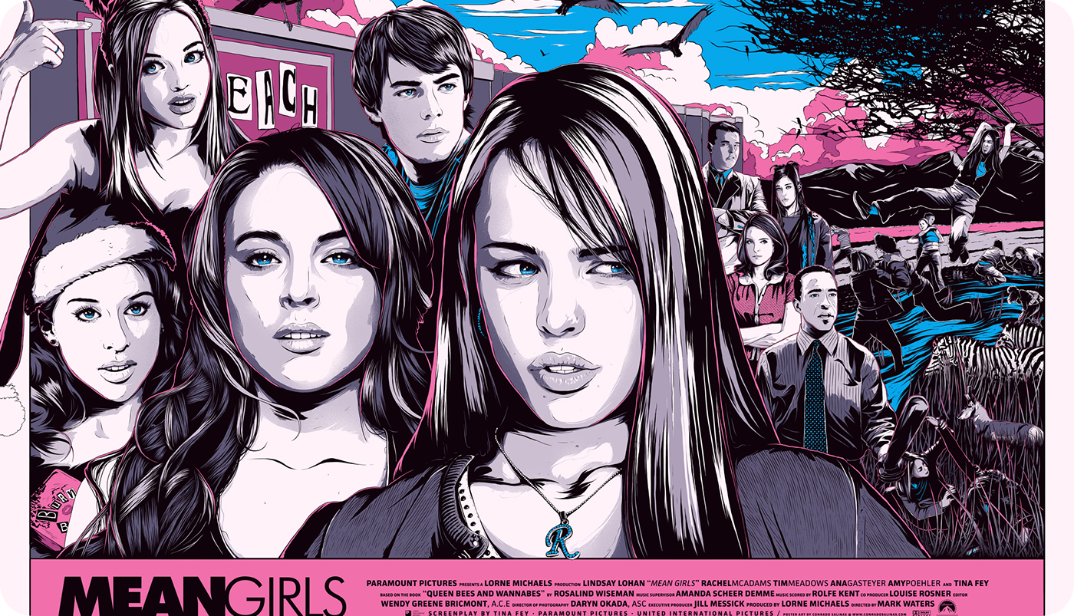 EACH
BURN
B
R
MEAN GIRLS
PARAMOUNT PICTURES PRESENTS A LORNE MICHAELS PRODUCTION LINDSAY LOHAN "MEAN GIRLS" RACHEL MCADAMS TIM MEADOWS ANA GASTEYER AMY POEHLER AND TINA FEY
BASED ON THE BOOK "QUEEN BEES AND WANNABES" BY ROSALIND WISEMAN MUSIC SUPERVISION AMANDA SCHEER DEMME MUSIC SCORED BY ROLFE KENT CO PRODUCER LOUISE ROSNER EDITOR
WENDY GREENE BRICMONT, A.C.E DIRECTOR OF PHOTOGRAPHY DARYN OKADA, ASC EXECUTIVE PRODUCER JILL MESSICK PRODUCED BY LORNE MICHAELS DIRECTED BY MARK WATERS
SCREENPLAY BY TINA FEY · PARAMOUNT PICTURES · UNITED INTERNATIONAL PICTURES /